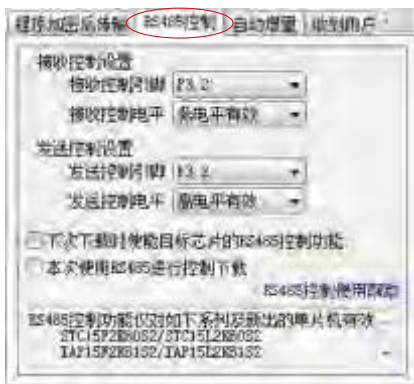 程序加密后传输 RS485控制 自动增量
接收控制设置
接收控制引脚 P3.2
接收控制电平 电平有效
发送控制设置
发送控制引脚 P3.2
发送控制电平 高电平有效
下次下载时使能目标芯片的RS485控制功能
本次使用RS485进行控制下载
RS485控制使用
RS485控制功能仅对如下系列及新出的单片机有效
STC15F2K60S2/STC15L2K60S2
IAP15F2K61S2/IAP15L2K61S2